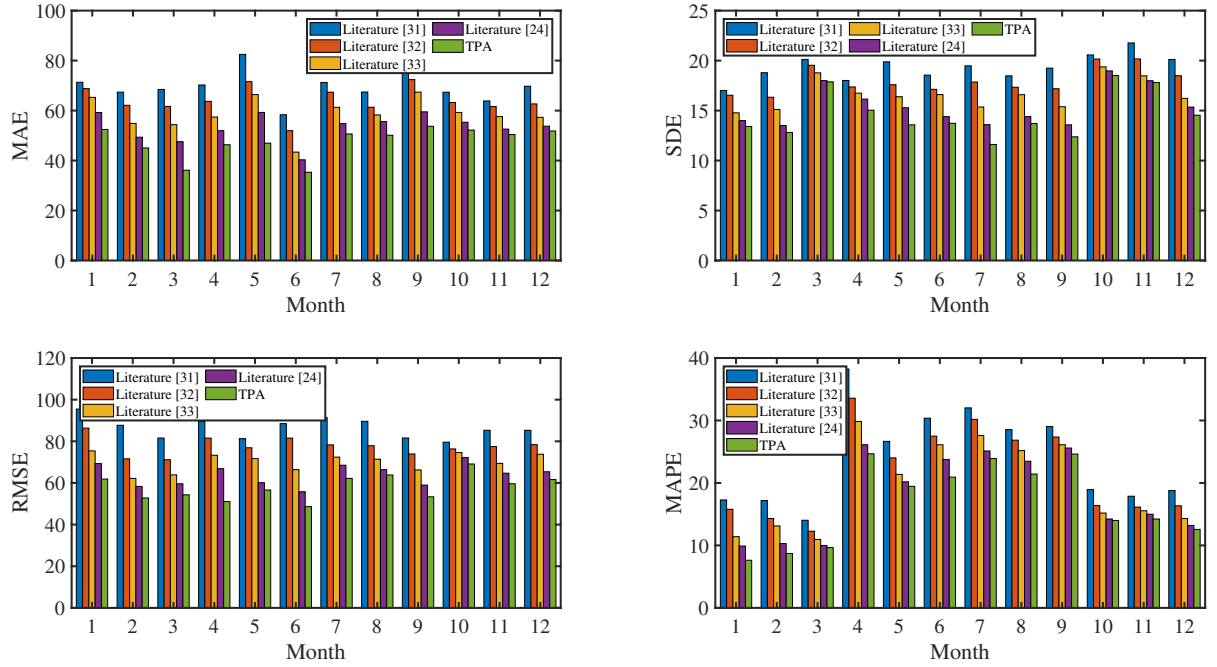 100
80
60
40
20
0
MAE
Literature [31] Literature [24]
Literature [32] TPA
Literature [33]
1 2 3 4 5 6 7 8 9 10 11 12
Month
25
20
15
10
5
0
SDE
Literature [31] Literature [33] TPA
Literature [32] Literature [24]
1 2 3 4 5 6 7 8 9 10 11 12
Month
120
100
80
60
40
20
0
RMSE
Literature [31] Literature [24]
Literature [32] TPA
Literature [33]
1 2 3 4 5 6 7 8 9 10 11 12
Month
40
30
20
10
0
MAPE
Literature [31]
Literature [32]
Literature [33]
Literature [24]
TPA
1 2 3 4 5 6 7 8 9 10 11 12
Month